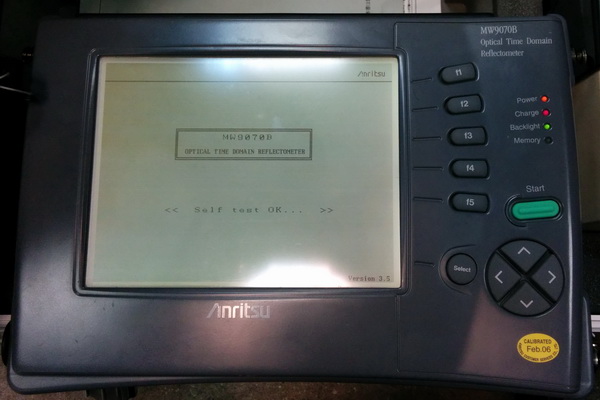 MW9070B
Optical Time Domain
Reflectometer
Anritsu
MW9070B
OPTICAL TIME DOMAIN REFLECTOMETER
<< Self test OK... >>
Version 3.5
f1
f2
f3
f4
f5
Power
Charge
Backlight
Memory
Start
Select
Anritsu
CALIBRATED
Feb.06